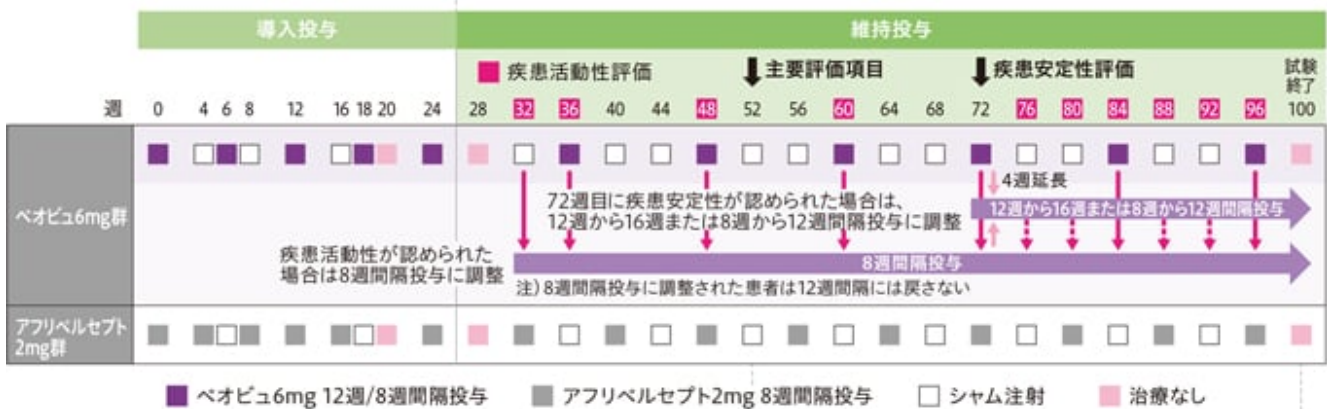 導入投与
維持投与
疾患活動性評価
主要評価項目
疾患安定性評価
試験
終了
週 0 4 6 8 12 16 18 20 24 28 32 36 40 44 48 52 56 60 64 68 72 76 80 84 88 92 96 100
ベオビュ6mg群
72週目に疾患安定性が認められた場合は、
12週から16週または8週から12週間隔投与に調整
4週延長
12週から16週または8週から12週間隔投与
疾患活動性が認められた
場合は8週間隔投与に調整
8週間隔投与
注）8週間隔投与に調整された患者は12週間隔には戻さない
アフリベルセプト
2mg群
ベオビュ6mg 12週/8週間隔投与
アフリベルセプト2mg 8週間隔投与
シャム注射
治療なし